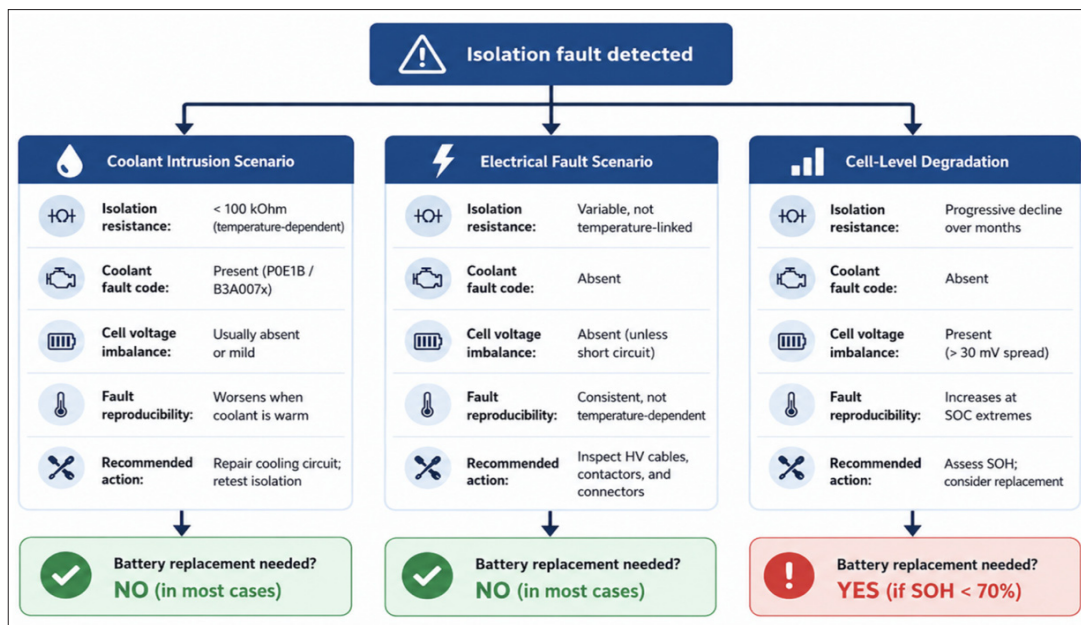 Isolation fault detected
Coolant Intrusion Scenario
Isolation
resistance:
< 100 kOhm
(temperature-dependent)
Coolant
fault code:
Present (P0E1B /
B3A007x)
Cell voltage
imbalance:
Usually absent
or mild
Fault
reproducibility:
Worsens when
coolant is warm
Recommended
action:
Repair cooling circuit;
retest isolation
Battery replacement needed?
NO (in most cases)
Electrical Fault Scenario
Isolation
resistance:
Variable, not
temperature-linked
Coolant
fault code:
Absent
Cell voltage
imbalance:
Absent (unless
short circuit)
Fault
reproducibility:
Consistent, not
temperature-dependent
Recommended
action:
Inspect HV cables,
contactors, and
connectors
Battery replacement needed?
NO (in most cases)
Cell-Level Degradation
Isolation
resistance:
Progressive decline
over months
Coolant
fault code:
Absent
Cell voltage
imbalance:
Present
(> 30 mV spread)
Fault
reproducibility:
Increases at
SOC extremes
Recommended
action:
Assess SOH;
consider replacement
Battery replacement needed?
YES (if SOH < 70%)